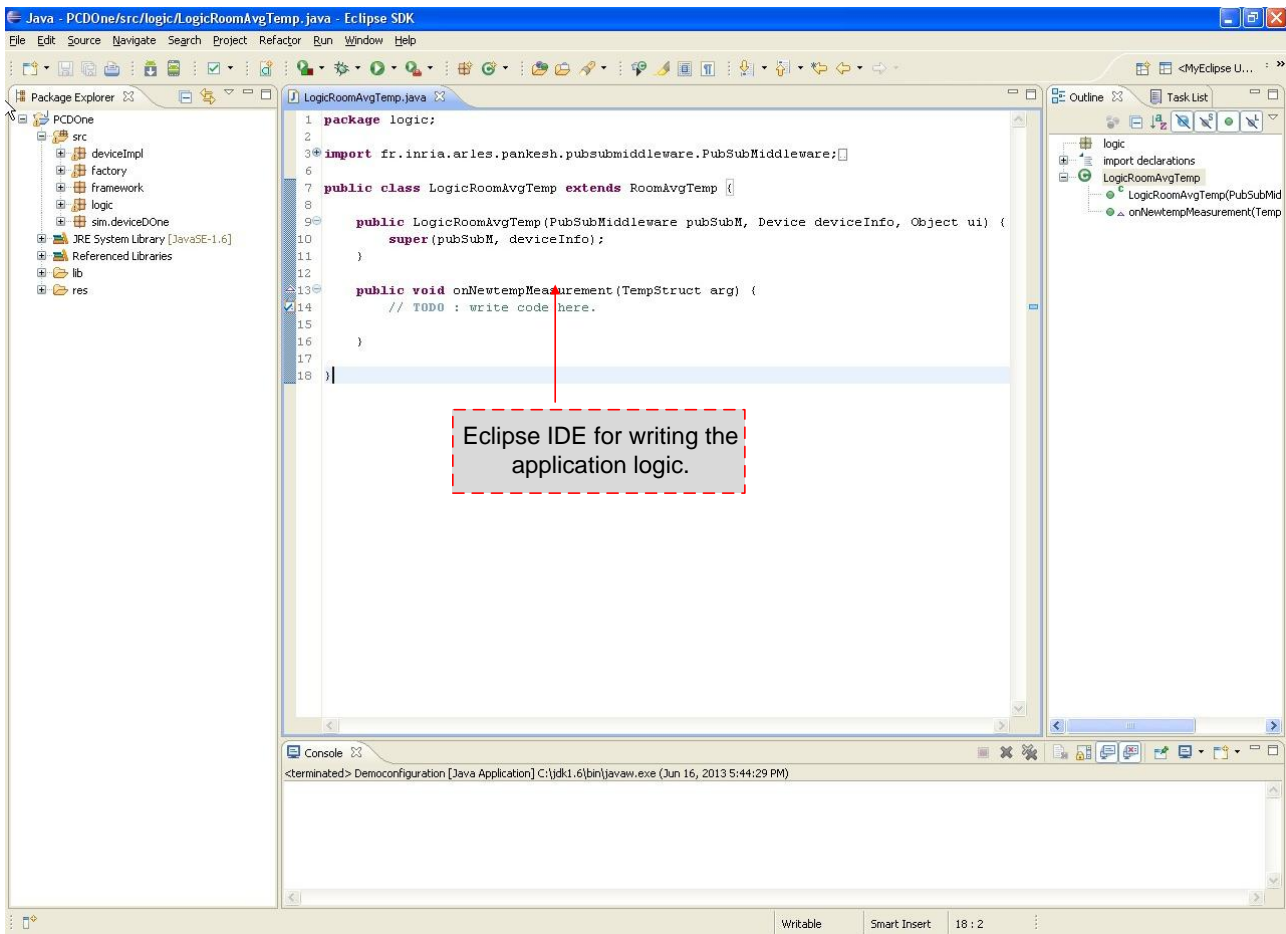 Java - PCDOne/src/logic/LogicRoomAvgTemp.java - Eclipse SDK
File Edit Source Navigate Search Project Refactor Run Window Help
<MyEclipse U...
Package Explorer
PCDOne
src
deviceImpl
factory
framework
logic
sim.deviceDOne
JRE System Library [JavaSE-1.6]
Referenced Libraries
lib
res
LogicRoomAvgTemp.java
1 package logic;
2
3 import fr.inria.arles.pankesh.pubsubmiddleware.PubSubMiddleware;
6
7 public class LogicRoomAvgTemp extends RoomAvgTemp {
8
9 public LogicRoomAvgTemp(PubSubMiddleware pubSubM, Device deviceInfo, Object ui) {
10 super(pubSubM, deviceInfo);
11 }
12
13 public void onNewtempMeasurement(TempStruct arg) {
14 // TODO : write code here.
15
16 }
17
18 }
Eclipse IDE for writing the
application logic.
Outline Task List
logic
import declarations
LogicRoomAvgTemp
LogicRoomAvgTemp(PubSubMid
onNewtempMeasurement(Temp
Console
<terminated> Democonfiguration [Java Application] C:\jdk1.6\bin\javaw.exe (Jun 16, 2013 5:44:29 PM)
Writable Smart Insert 18 : 2